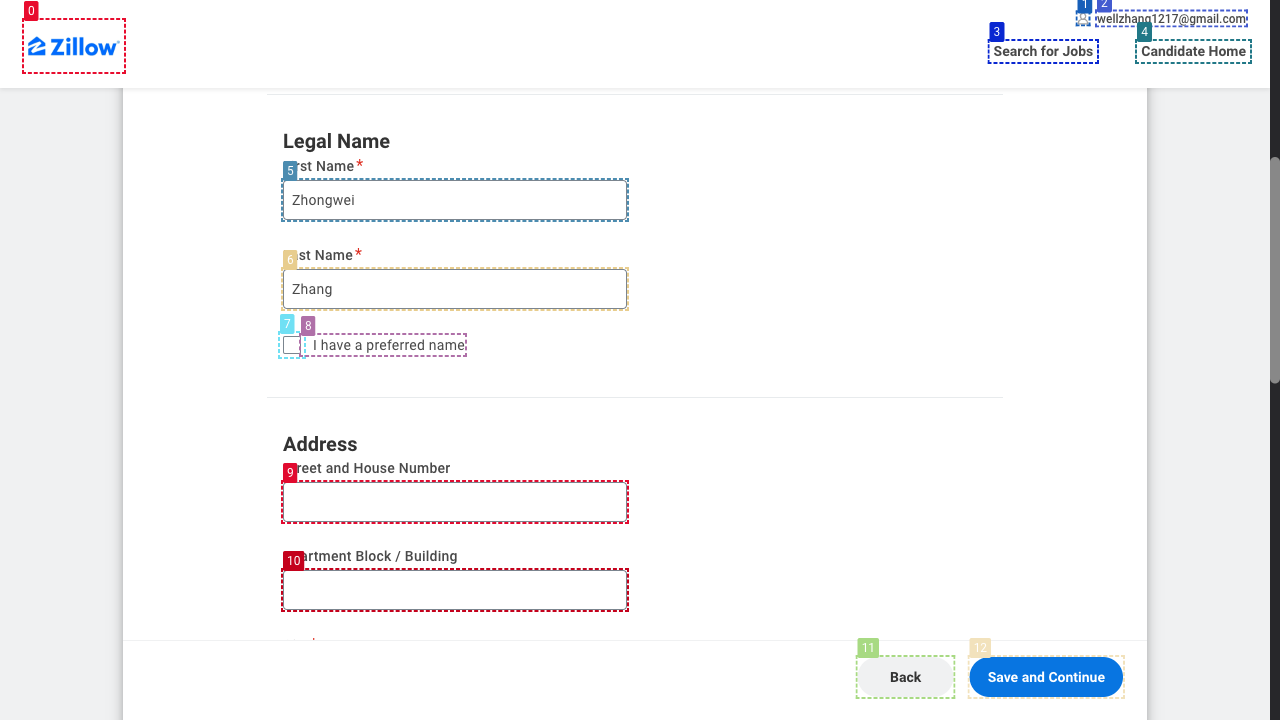 0
1
2
Zillow
wellzhang1217@gmail.com
3
4
Search for Jobs
Candidate Home
Legal Name
5
rst Name*
Zhongwei
6
st Name*
Zhang
7
8
I have a preferred name
Address
9
reet and House Number
10
artment Block / Building
11
12
Back
Save and Continue